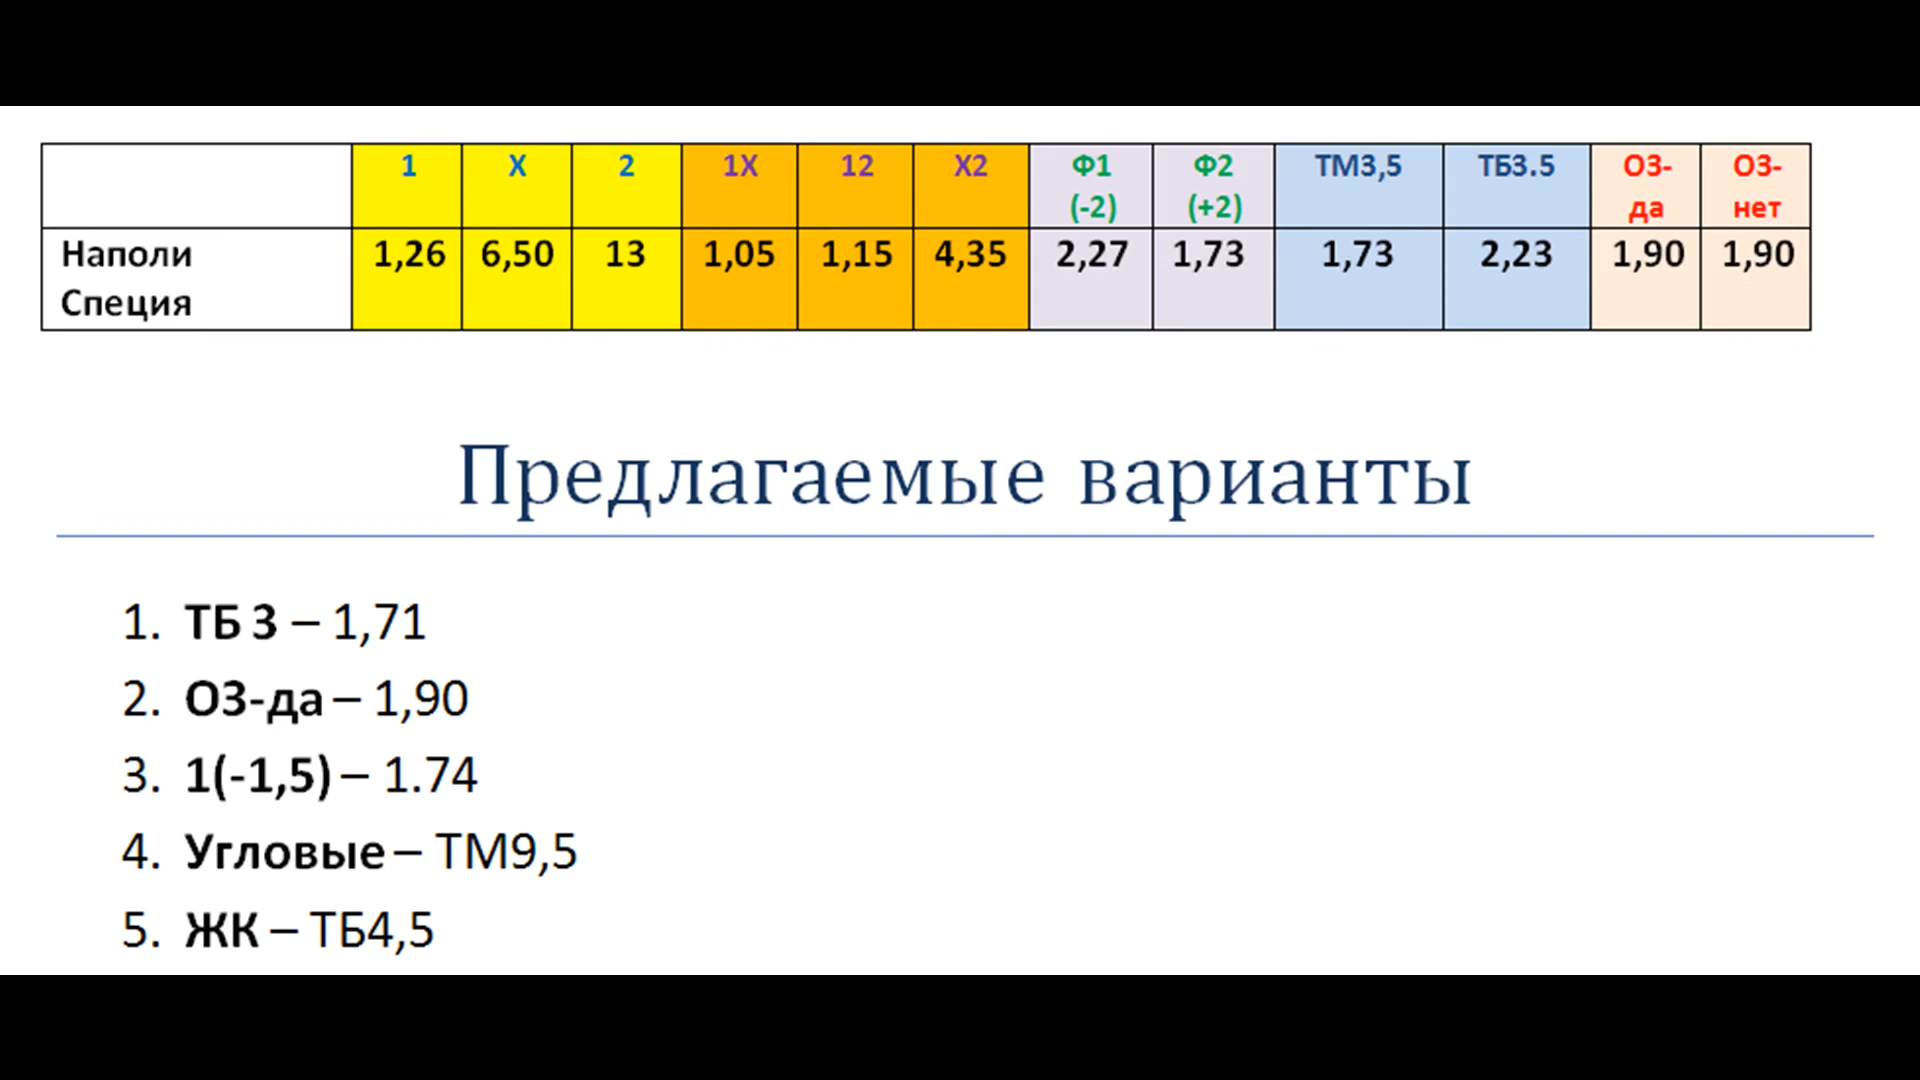 1 X 2 1X 12 X2 Ф1 (-2) Ф2 (+2) ТМ3,5 ТБ3.5 ОЗ-да ОЗ-нет
Наполи 1,26 6,50 13 1,05 1,15 4,35 2,27 1,73 1,73 2,23 1,90 1,90
Специя
Предлагаемые варианты
1. ТБ 3 – 1,71
2. ОЗ-да – 1,90
3. 1(-1,5) – 1.74
4. Угловые – ТМ9,5
5. ЖК – ТБ4,5